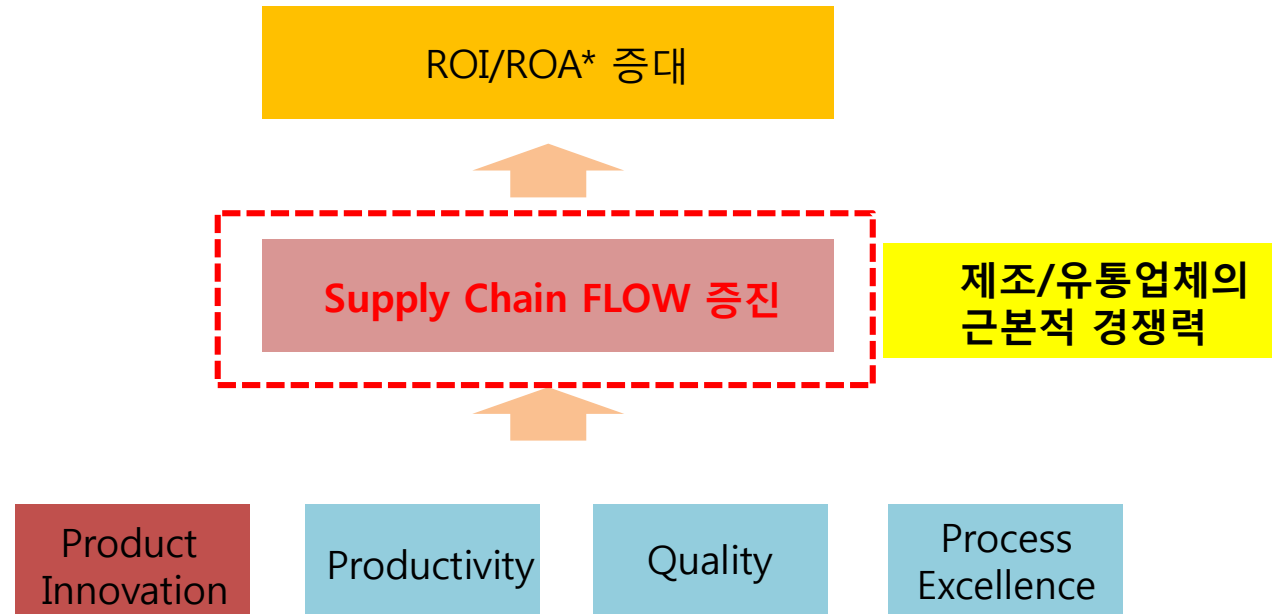 ROI/ROA* 증대
Supply Chain FLOW 증진
제조/유통업체의
근본적 경쟁력
Product
Innovation
Productivity
Quality
Process
Excellence